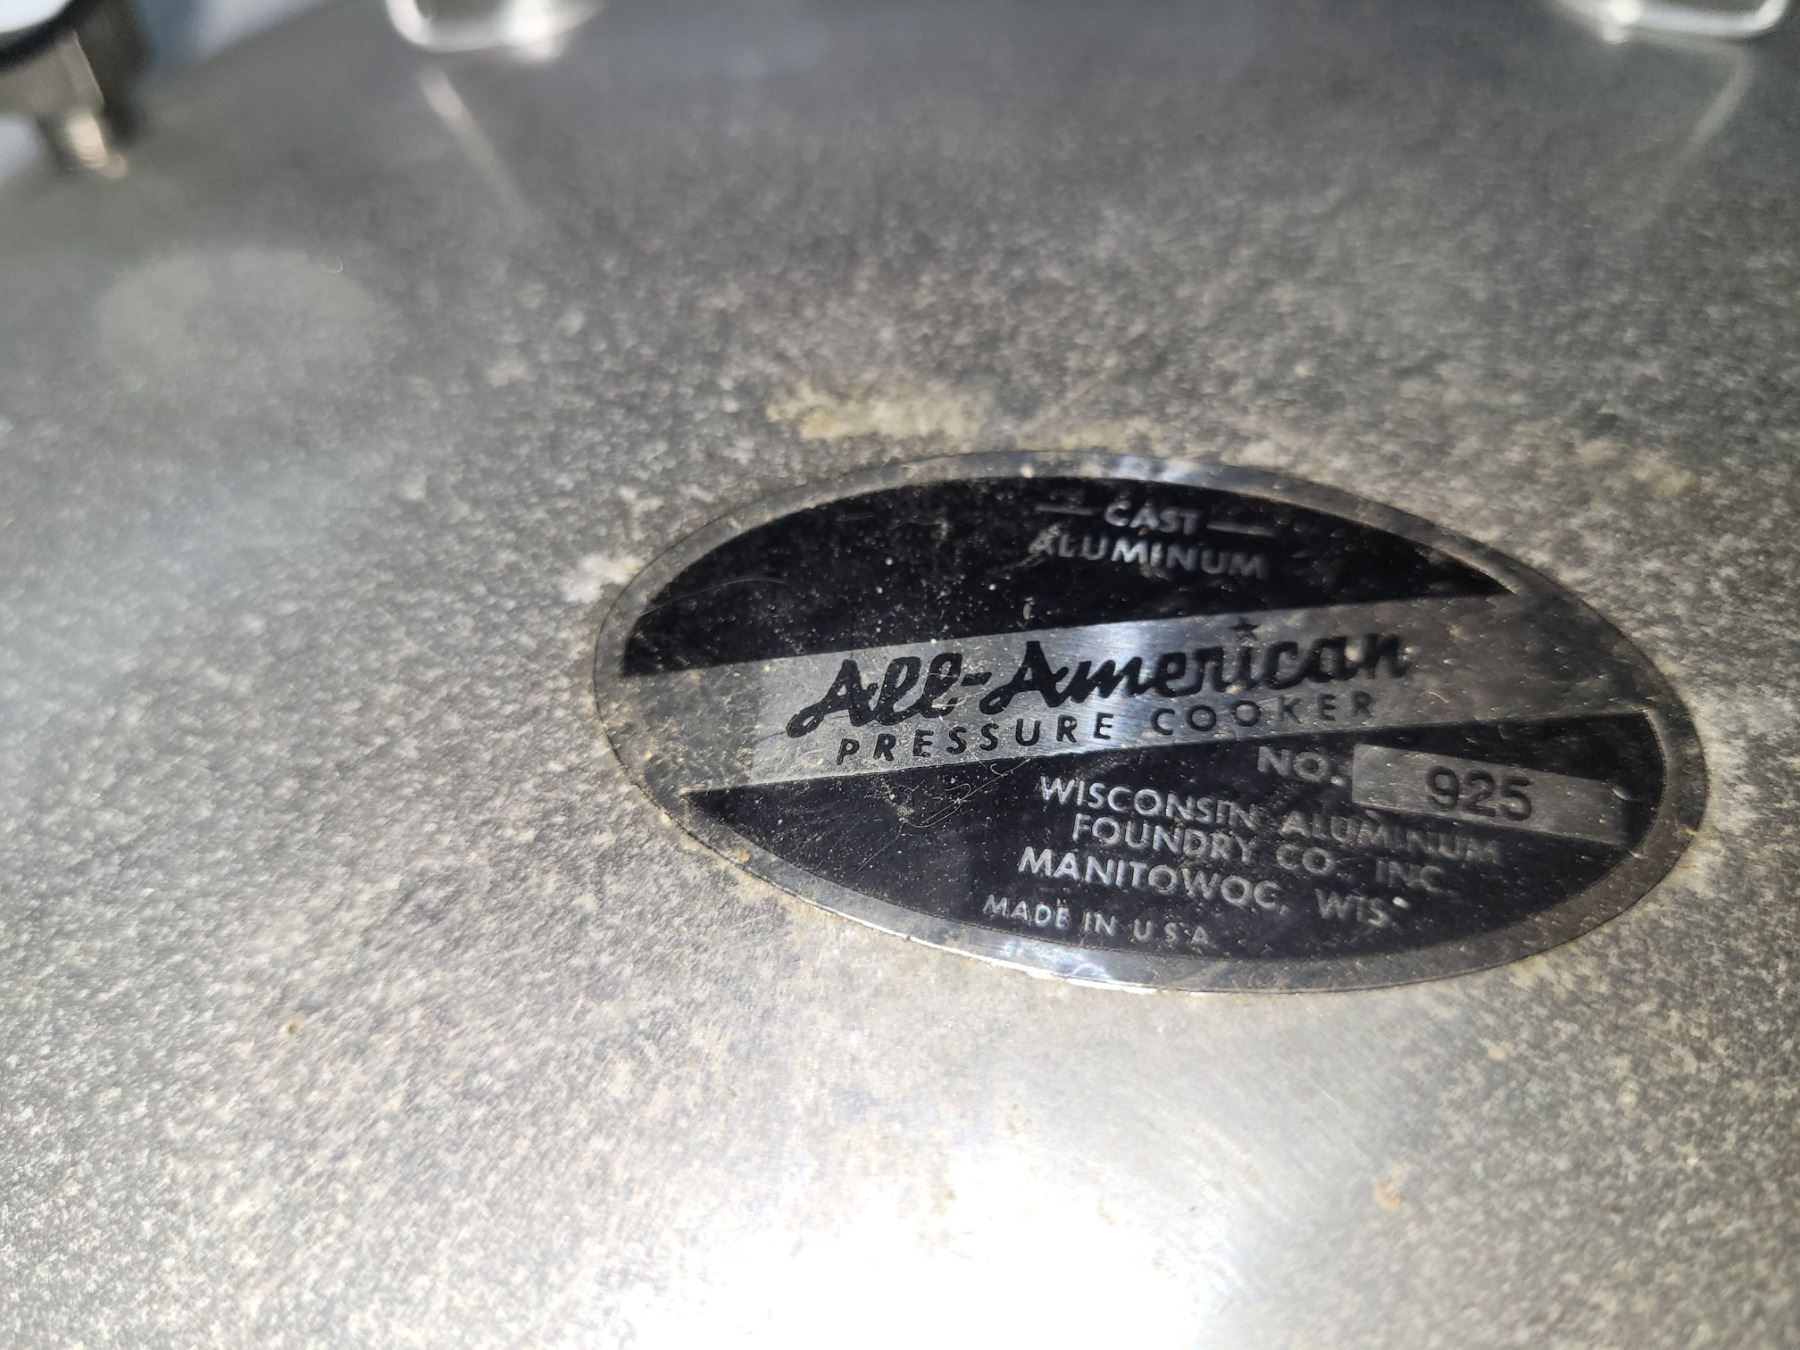 CAST
ALUMINUM
All-American
PRESSURE COOKER
NO. 925
WISCONSIN ALUMINUM
FOUNDRY CO. INC.
MANITOWOC, WIS.
MADE IN U.S.A